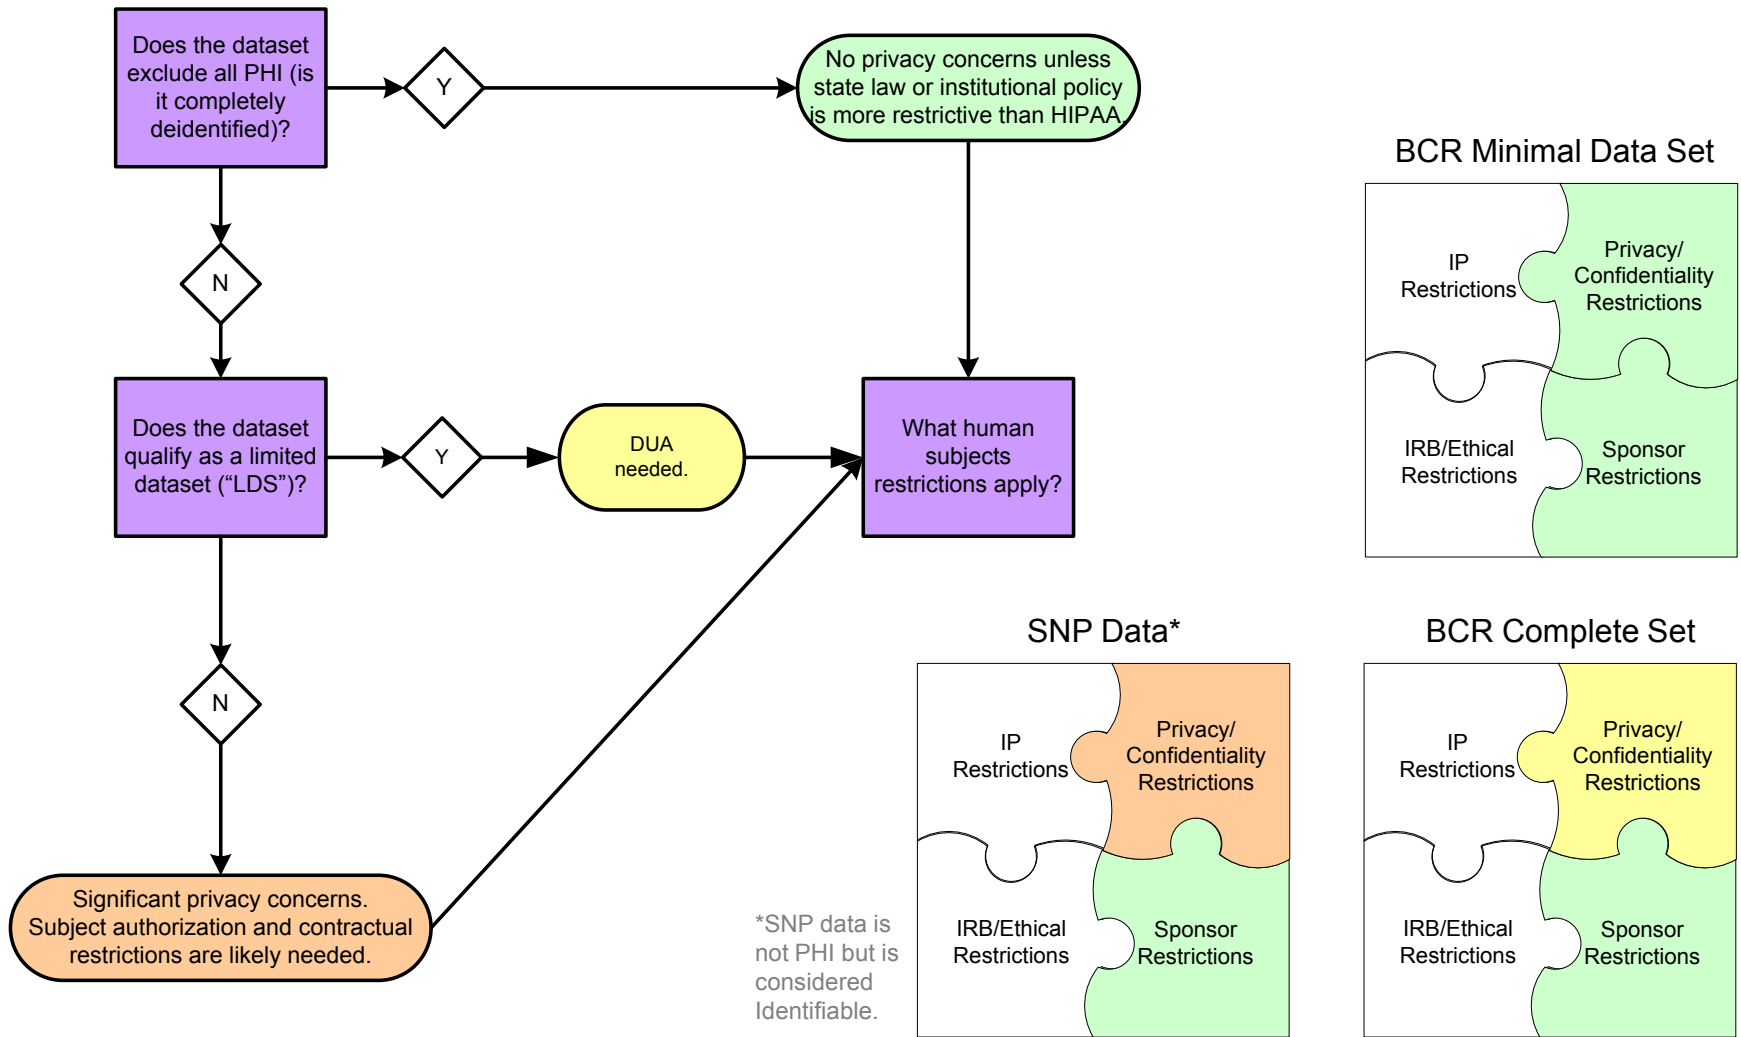 Does the dataset
exclude all PHI (is
it completely
deidentified)?
Y
No privacy concerns unless
state law or institutional policy
is more restrictive than HIPAA.
N
Does the dataset
qualify as a limited
dataset (“LDS”)?
Y
DUA
needed.
What human
subjects
restrictions apply?
N
Significant privacy concerns.
Subject authorization and contractual
restrictions are likely needed.
BCR Minimal Data Set
IP
Restrictions
Privacy/
Confidentiality
Restrictions
IRB/Ethical
Restrictions
Sponsor
Restrictions
SNP Data*
IP
Restrictions
Privacy/
Confidentiality
Restrictions
IRB/Ethical
Restrictions
Sponsor
Restrictions
*SNP data is
not PHI but is
considered
Identifiable.
BCR Complete Set
IP
Restrictions
Privacy/
Confidentiality
Restrictions
IRB/Ethical
Restrictions
Sponsor
Restrictions